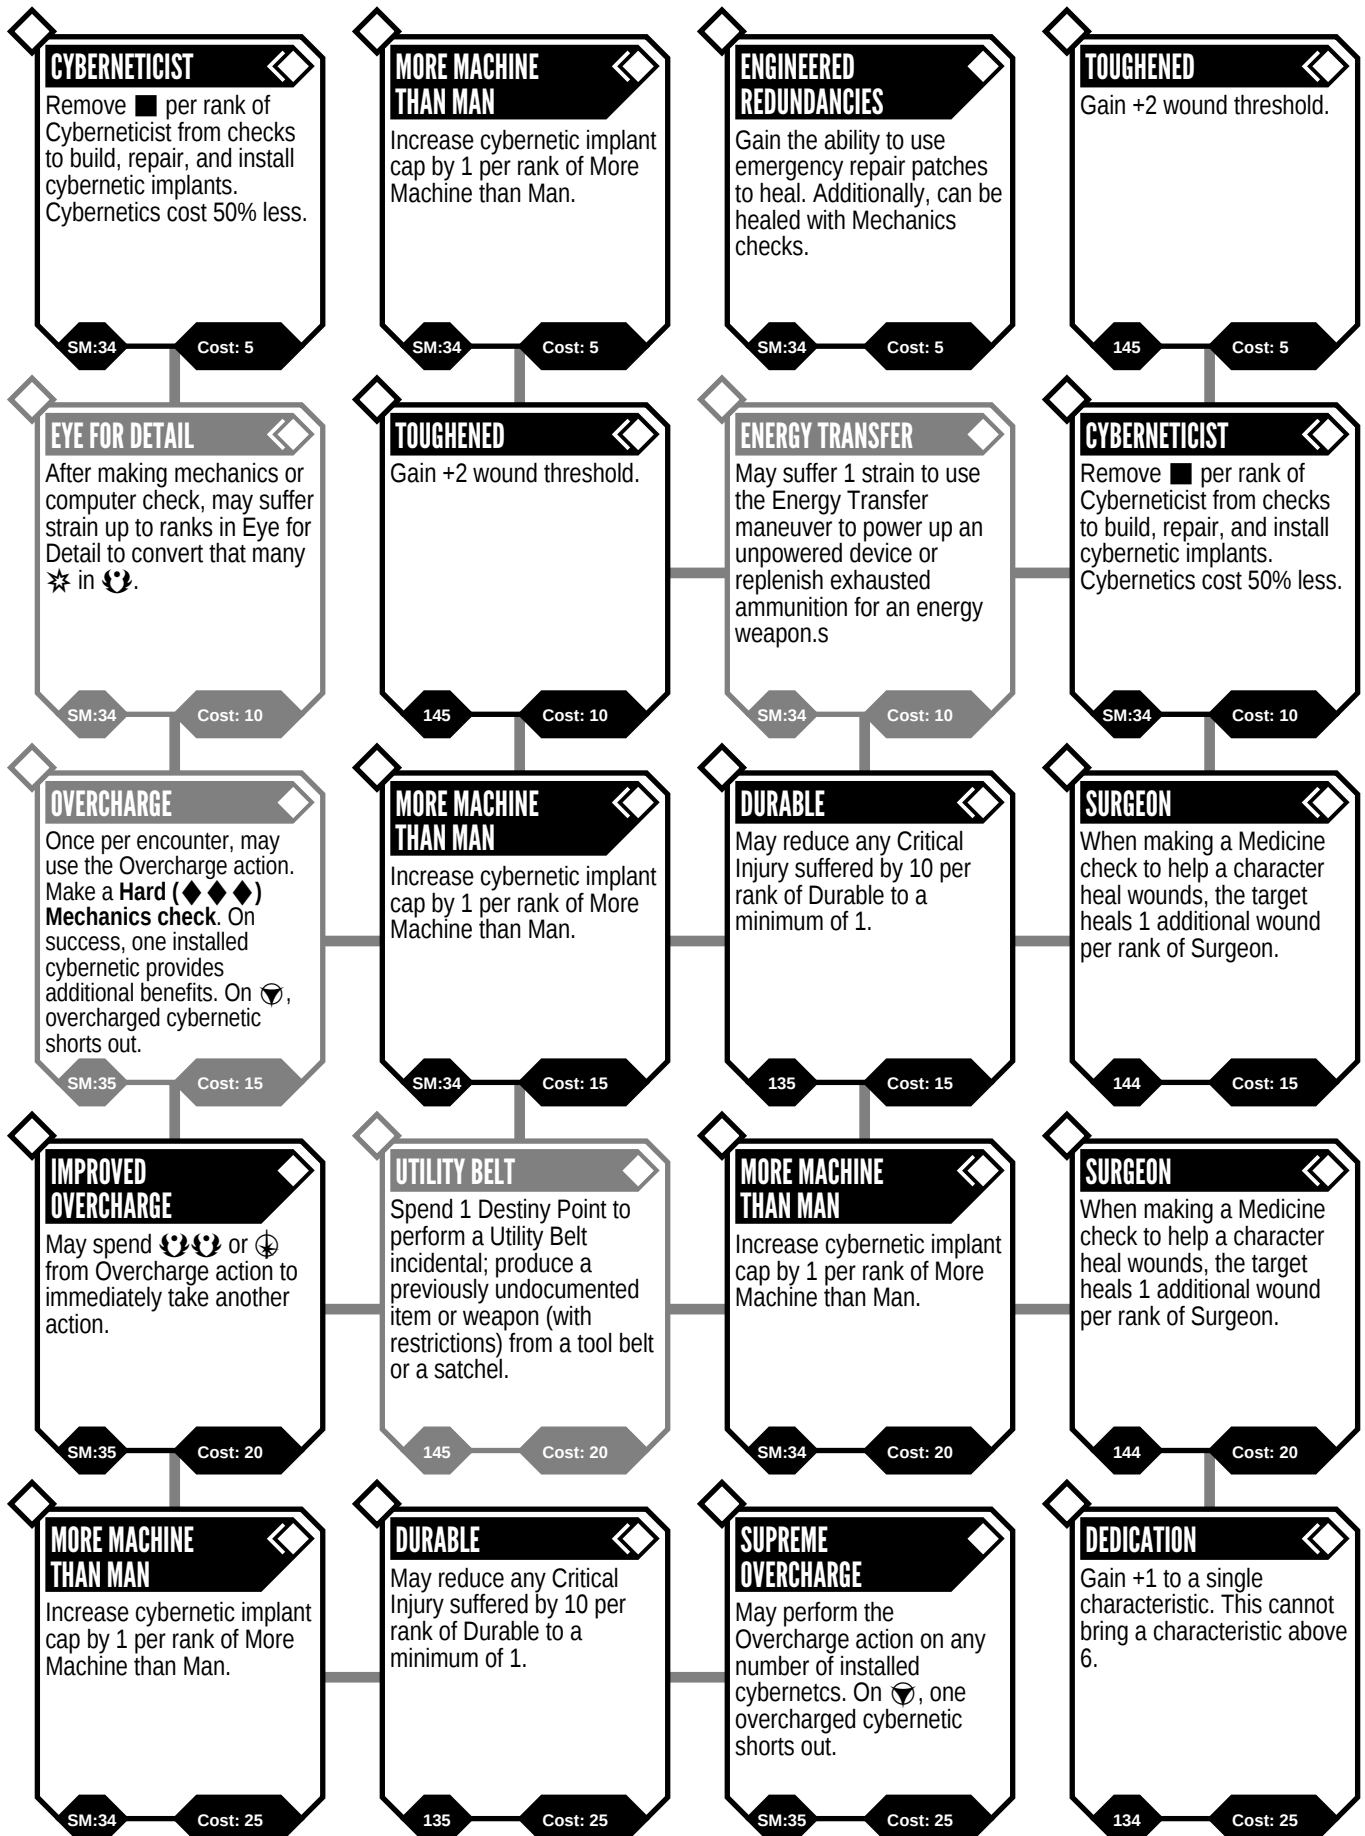 CYBERNETICIST
Remove ■ per rank of
Cyberneticist from checks
to build, repair, and install
cybernetic implants.
Cybernetics cost 50% less.
SM:34
Cost: 5
MORE MACHINE
THAN MAN
Increase cybernetic implant
cap by 1 per rank of More
Machine than Man.
SM:34
Cost: 5
ENGINEERED
REDUNDANCIES
Gain the ability to use
emergency repair patches
to heal. Additionally, can be
healed with Mechanics
checks.
SM:34
Cost: 5
TOUGHENED
Gain +2 wound threshold.
145
Cost: 5
EYE FOR DETAIL
After making mechanics or
computer check, may suffer
strain up to ranks in Eye for
Detail to convert that many
in .
SM:34
Cost: 10
TOUGHENED
Gain +2 wound threshold.
145
Cost: 10
ENERGY TRANSFER
May suffer 1 strain to use
the Energy Transfer
maneuver to power up an
unpowered device or
replenish exhausted
ammunition for an energy
weapon.s
SM:34
Cost: 10
CYBERNETICIST
Remove ■ per rank of
Cyberneticist from checks
to build, repair, and install
cybernetic implants.
Cybernetics cost 50% less.
SM:34
Cost: 10
OVERCHARGE
Once per encounter, may
use the Overcharge action.
Make a Hard (♦♦♦)
Mechanics check. On
success, one installed
cybernetic provides
additional benefits. On ,
overcharged cybernetic
shorts out.
SM:35
Cost: 15
MORE MACHINE
THAN MAN
Increase cybernetic implant
cap by 1 per rank of More
Machine than Man.
SM:34
Cost: 15
DURABLE
May reduce any Critical
Injury suffered by 10 per
rank of Durable to a
minimum of 1.
135
Cost: 15
SURGEON
When making a Medicine
check to help a character
heal wounds, the target
heals 1 additional wound
per rank of Surgeon.
144
Cost: 15
IMPROVED
OVERCHARGE
May spend or
from Overcharge action to
immediately take another
action.
SM:35
Cost: 20
UTILITY BELT
Spend 1 Destiny Point to
perform a Utility Belt
incidental; produce a
previously undocumented
item or weapon (with
restrictions) from a tool belt
or a satchel.
145
Cost: 20
MORE MACHINE
THAN MAN
Increase cybernetic implant
cap by 1 per rank of More
Machine than Man.
SM:34
Cost: 20
SURGEON
When making a Medicine
check to help a character
heal wounds, the target
heals 1 additional wound
per rank of Surgeon.
144
Cost: 20
MORE MACHINE
THAN MAN
Increase cybernetic implant
cap by 1 per rank of More
Machine than Man.
SM:34
Cost: 25
DURABLE
May reduce any Critical
Injury suffered by 10 per
rank of Durable to a
minimum of 1.
135
Cost: 25
SUPREME
OVERCHARGE
May perform the
Overcharge action on any
number of installed
cybernetcs. On , one
overcharged cybernetic
shorts out.
SM:35
Cost: 25
DEDICATION
Gain +1 to a single
characteristic. This cannot
bring a characteristic above
6.
134
Cost: 25